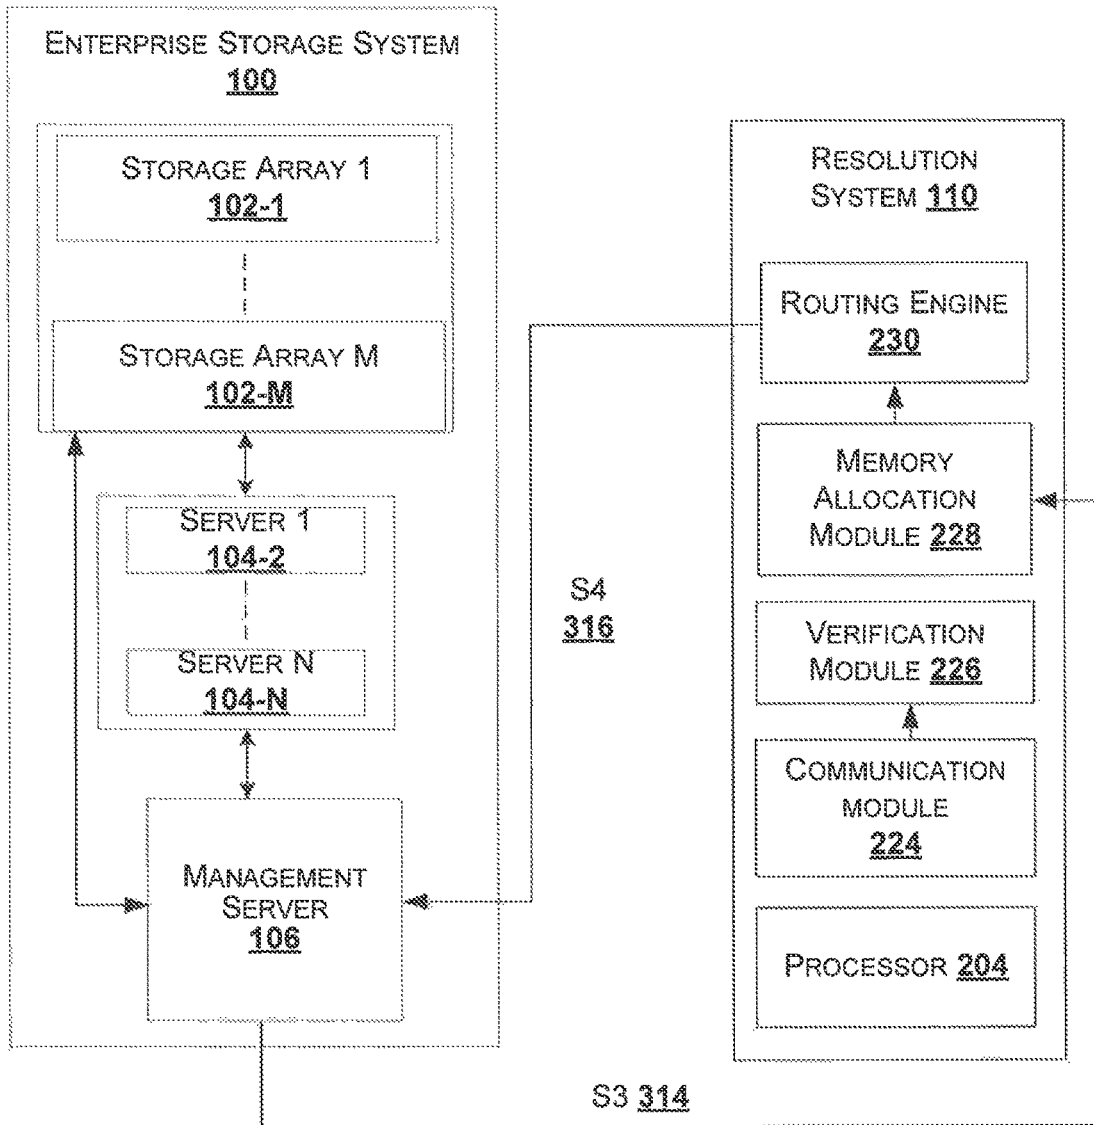 ENTERPRISE STORAGE SYSTEM
100
STORAGE ARRAY 1
102-1
STORAGE ARRAY M
102-M
SERVER 1
104-2
SERVER N
104-N
MANAGEMENT
SERVER
106
S4
316
RESOLUTION
SYSTEM 110
ROUTING ENGINE
230
MEMORY
ALLOCATION
MODULE 228
VERIFICATION
MODULE 226
COMMUNICATION
MODULE
224
PROCESSOR 204
S3 314